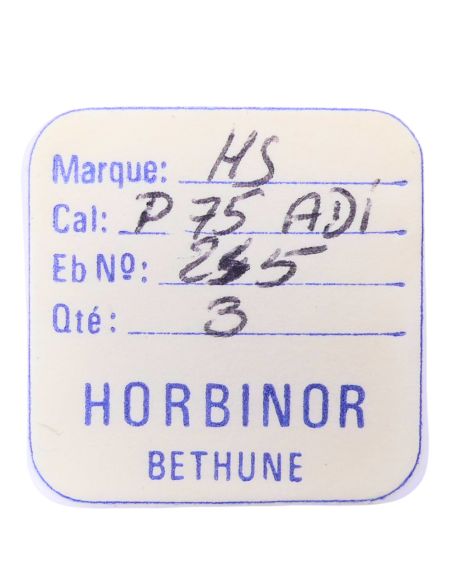 Marque: HS
Cal: P 75 ADI
Eb Nº: 245
Qté: 3
HORBINOR
BETHUNE